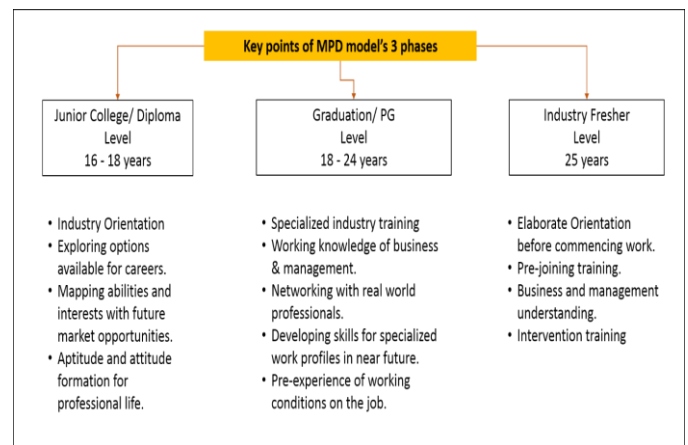 Key points of MPD model's 3 phases
Junior College/ Diploma
Level
16 - 18 years
• Industry Orientation
• Exploring options
available for careers.
• Mapping abilities and
interests with future
market opportunities.
• Aptitude and attitude
formation for
professional life.
Graduation/ PG
Level
18 - 24 years
• Specialized industry training
• Working knowledge of business
& management.
• Networking with real world
professionals.
• Developing skills for specialized
work profiles in near future.
• Pre-experience of working
conditions on the job.
Industry Fresher
Level
25 years
• Elaborate Orientation
before commencing work.
• Pre-joining training.
• Business and management
understanding.
• Intervention training